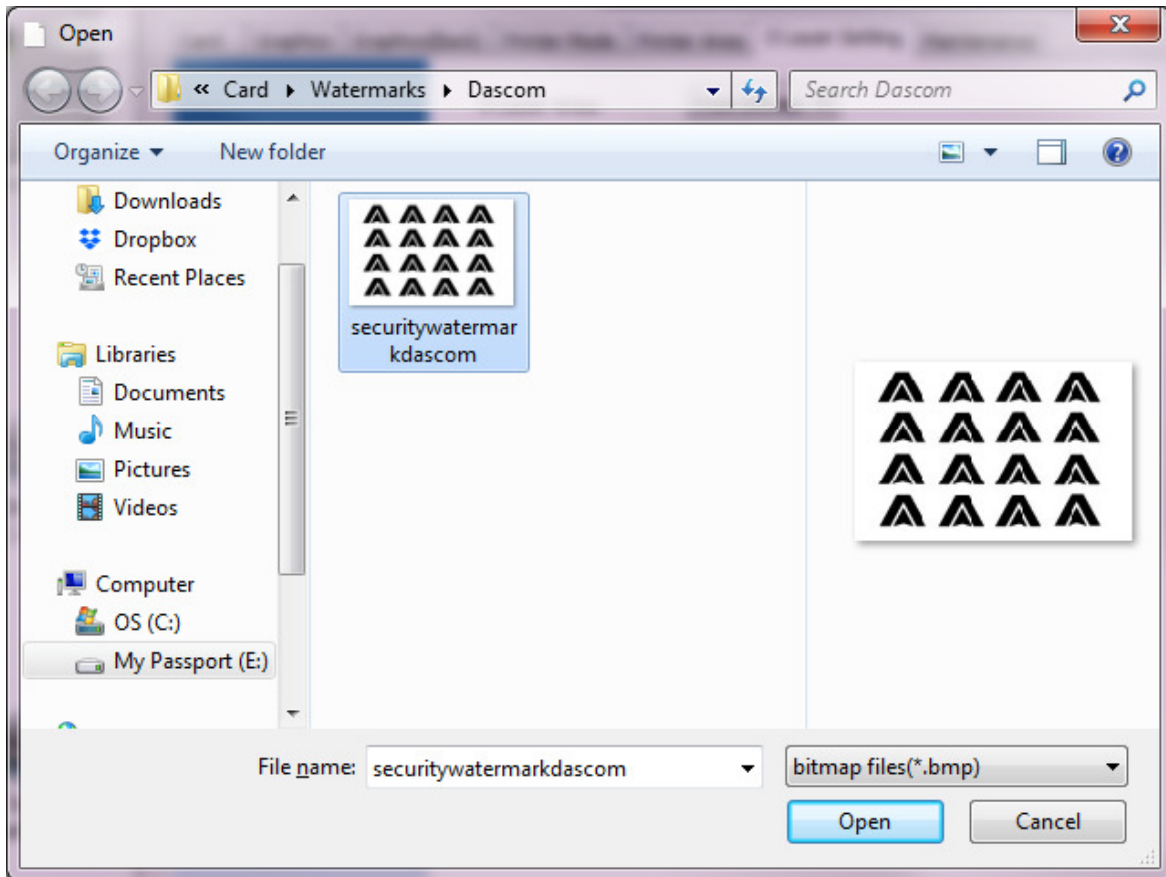 Open
« Card ▸ Watermarks ▸ Dascom
Search Dascom
Organize
New folder
Downloads
Dropbox
Recent Places
Libraries
Documents
Music
Pictures
Videos
Computer
OS (C:)
My Passport (E:)
securitywatermar
kdascom
File name:
securitywatermarkdascom
bitmap files(*.bmp)
Open
Cancel